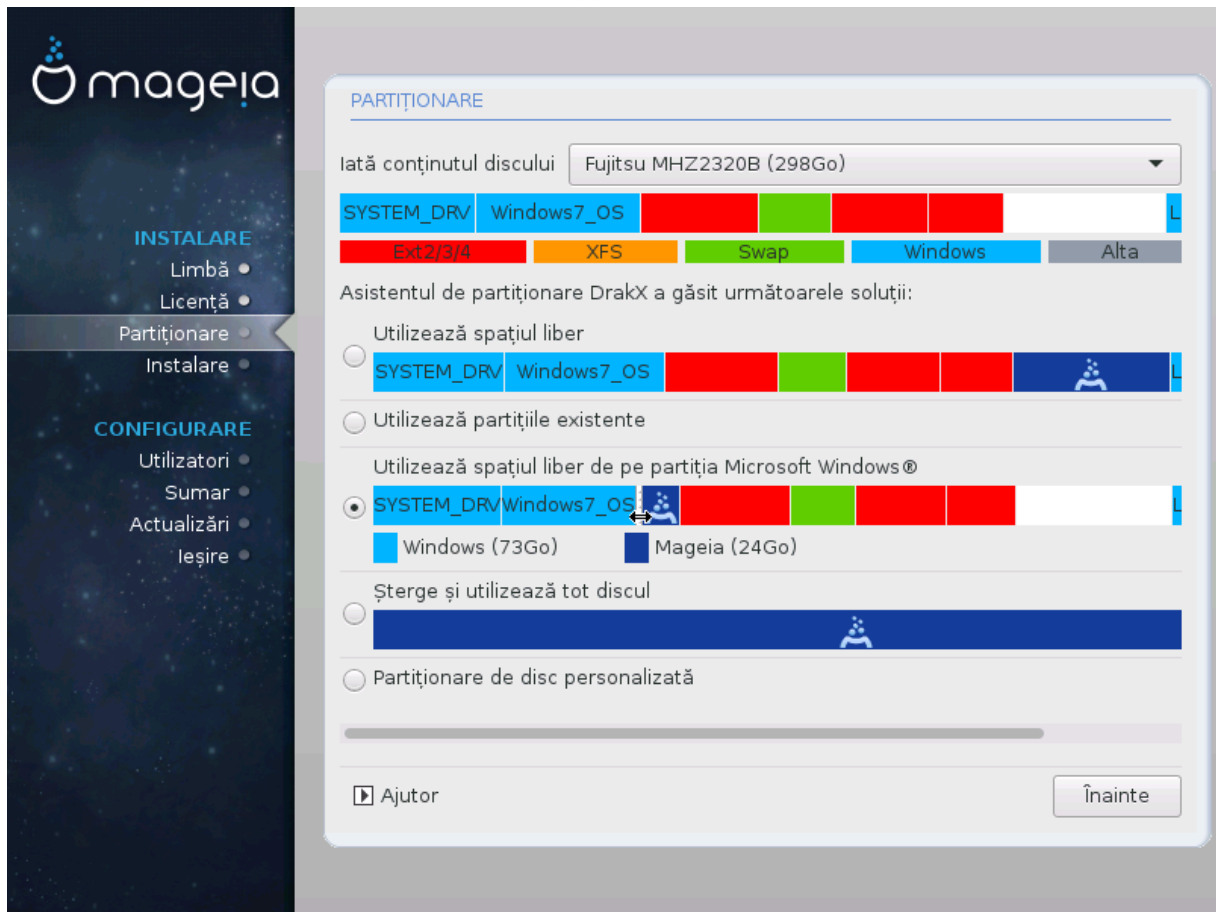 mageia
INSTALARE
Limbă
Licență
Partiționare
Instalare
CONFIGURARE
Utilizatori
Sumar
Actualizări
Ieșire
PARTIȚIONARE
Iată conținutul discului Fujitsu MHZ2320B (298Go)
SYSTEM_DRV Windows7_OS L
Ext2/3/4 XFS Swap Windows Alta
Asistentul de partiționare DrakX a găsit următoarele soluții:
Utilizează spațiul liber
SYSTEM_DRV Windows7_OS L
Utilizează partițiile existente
Utilizează spațiul liber de pe partiția Microsoft Windows®
SYSTEM_DRV Windows7_OS L
Windows (73Go) Mageia (24Go)
Șterge și utilizează tot discul
Partiționare de disc personalizată
Ajutor
Înainte